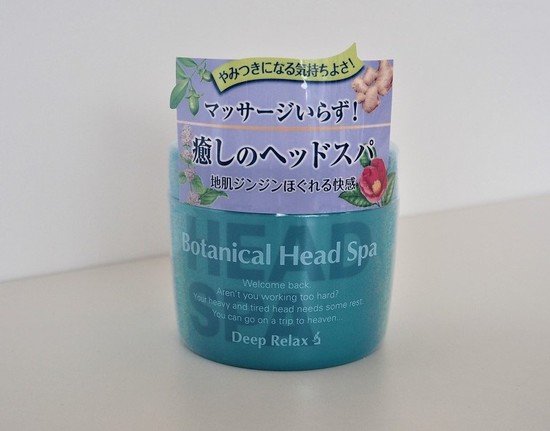 やみつきになる気持ちよさ！
マッサージいらず！
癒しのヘッドスパ
地肌ジンジンほぐれる快感
Botanical Head Spa
HEAD
SPA
Welcome back.
Aren't you working too hard?
Your heavy and tired head needs some rest.
You can go on a trip to heaven...
Deep Relax